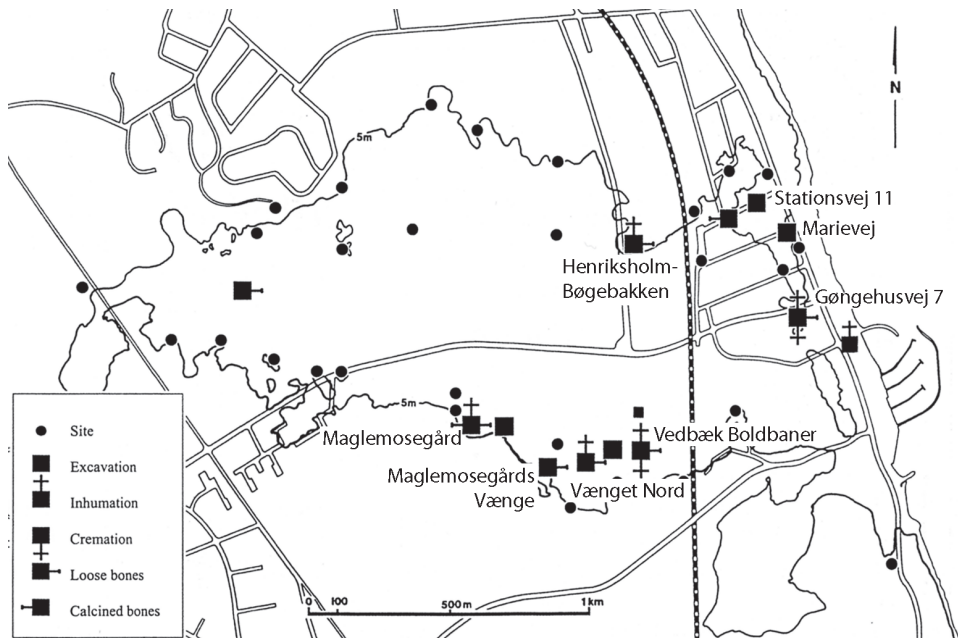 N
5m
Stationsvej 11
Marievej
Henriksholm-
Bøgebakken
Gøngehusvej 7
5m
Maglemosegård
Vedbæk Boldbaner
Maglemosegårds
Vænge
Vænget Nord
Site
Excavation
Inhumation
Cremation
Loose bones
Calcined bones
0 100 500m 1km